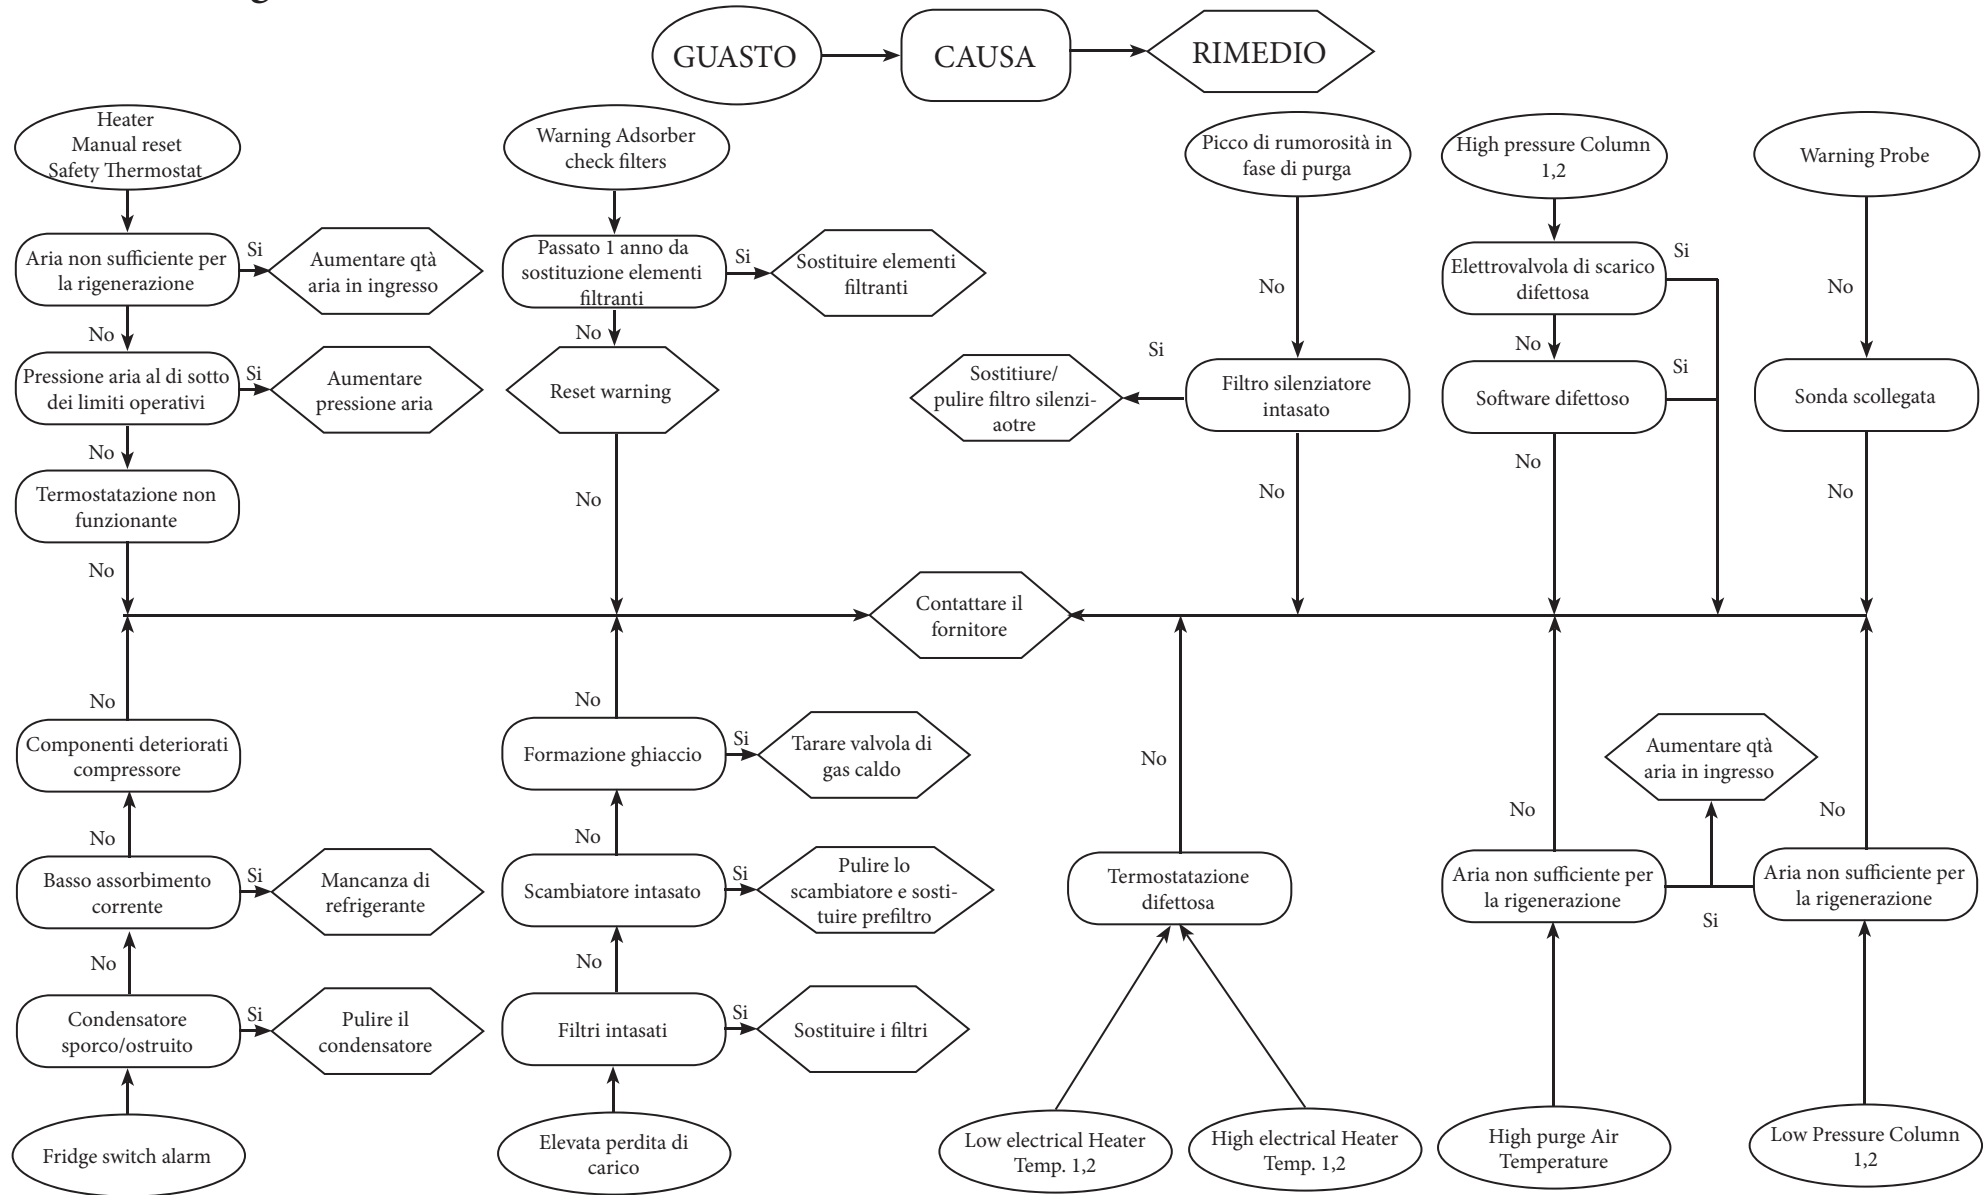 GUASTO
CAUSA
RIMEDIO
Heater
Manual reset
Safety Thermostat
Warning Adsorber
check filters
Picco di rumorosità in
fase di purga
High pressure Column
1,2
Warning Probe
Aria non sufficiente per
la rigenerazione
Si
Aumentare qtà
aria in ingresso
Passato 1 anno da
sostituzione elementi
filtranti
Si
Sostituire elementi
filtranti
No
Elettrovalvola di scarico
difettosa
Si
No
No
No
No
Pressione aria al di sotto
dei limiti operativi
Si
Aumentare
pressione aria
Reset warning
Sostitiure/
pulire filtro silenzi-
aotre
Si
Filtro silenziatore
intasato
Software difettoso
Si
Sonda scollegata
No
Termostatazione non
funzionante
No
No
No
No
No
Contattare il
fornitore
No
No
Componenti deteriorati
compressore
Formazione ghiaccio
Si
Tarare valvola di
gas caldo
No
Aumentare qtà
aria in ingresso
No
No
No
No
Basso assorbimento
corrente
Si
Mancanza di
refrigerante
Scambiatore intasato
Si
Pulire lo
scambiatore e sosti-
tuire prefiltro
Termostatazione
difettosa
Aria non sufficiente per
la rigenerazione
Si
Aria non sufficiente per
la rigenerazione
No
No
Condensatore
sporco/ostruito
Si
Pulire il
condensatore
Filtri intasati
Si
Sostituire i filtri
Fridge switch alarm
Elevata perdita di
carico
Low electrical Heater
Temp. 1,2
High electrical Heater
Temp. 1,2
High purge Air
Temperature
Low Pressure Column
1,2